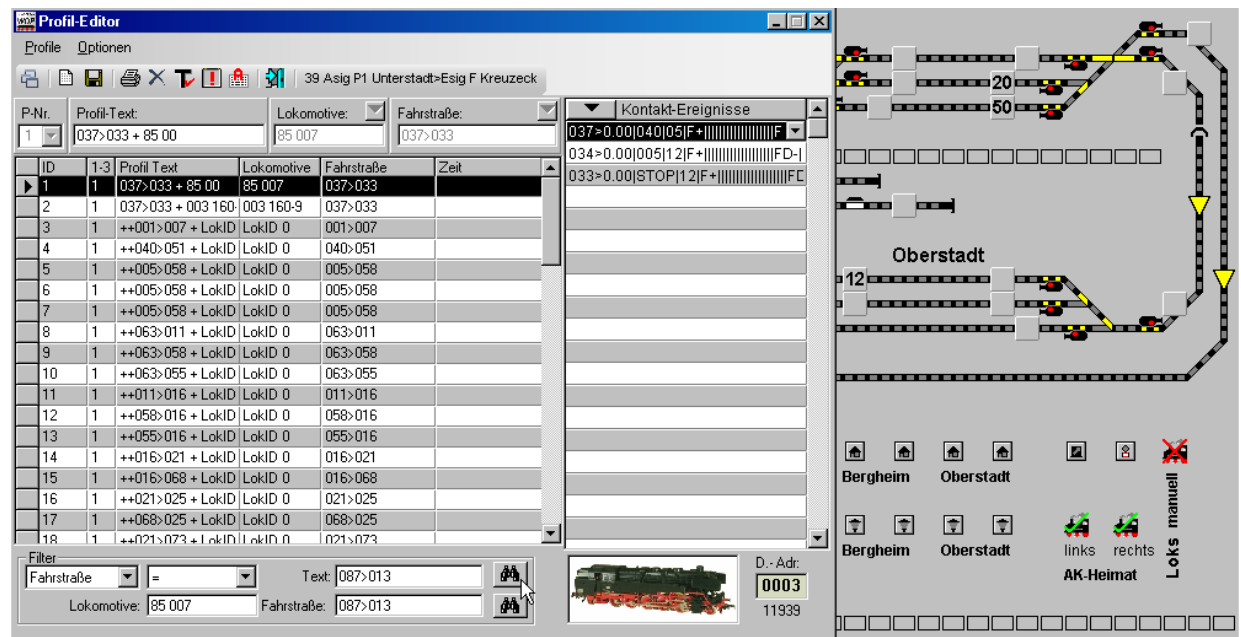 Profil-Editor
Profile Optionen
39 Asig P1 Unterstadt>Esig F Kreuzeck
P-Nr. Profil-Text: Lokomotive: Fahrstraße:
1 037>033 + 85 00 85 007 037>033
ID 1-3 Profil Text Lokomotive Fahrstraße Zeit
1 1 037>033 + 85 00 85 007 037>033
2 1 037>033 + 003 160- 003 160-9 037>033
3 1 ++001>007 + LokID LokID 0 001>007
4 1 ++040>051 + LokID LokID 0 040>051
5 1 ++005>058 + LokID LokID 0 005>058
6 1 ++005>058 + LokID LokID 0 005>058
7 1 ++005>058 + LokID LokID 0 005>058
8 1 ++063>011 + LokID LokID 0 063>011
9 1 ++063>058 + LokID LokID 0 063>058
10 1 ++063>055 + LokID LokID 0 063>055
11 1 ++011>016 + LokID LokID 0 011>016
12 1 ++058>016 + LokID LokID 0 058>016
13 1 ++055>016 + LokID LokID 0 055>016
14 1 ++016>021 + LokID LokID 0 016>021
15 1 ++016>068 + LokID LokID 0 016>068
16 1 ++021>025 + LokID LokID 0 021>025
17 1 ++068>025 + LokID LokID 0 068>025
18 1 ++021>073 + LokID LokID 0 021>073
Kontakt-Ereignisse
037>0.00|040|05|F+||||||||||||||||||F
034>0.00|005|12|F+||||||||||||||||||FD-|
033>0.00|STOP|12|F+||||||||||||||||||FD
Filter
Fahrstraße = Text: 087>013
Lokomotive: 85 007 Fahrstraße: 087>013
D.- Adr:
0003
11939
20
50
Oberstadt
12
Bergheim Oberstadt
Bergheim Oberstadt
links rechts
AK-Heimat
Loks manuell